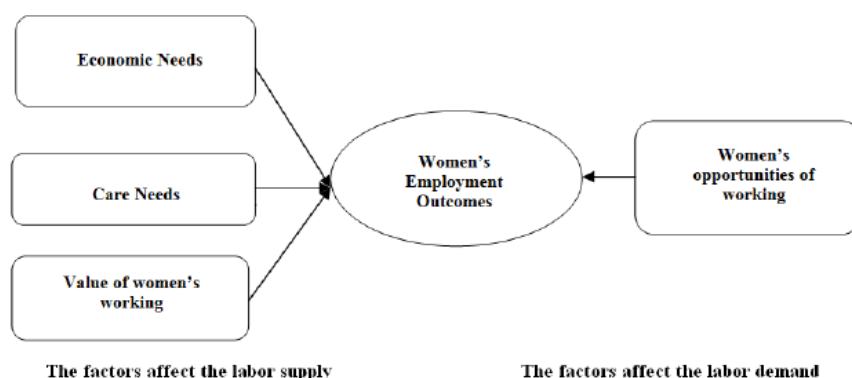 Economic Needs
Care Needs
Value of women's
working
Women's
Employment
Outcomes
Women's
opportunities of
working
The factors affect the labor supply
The factors affect the labor demand